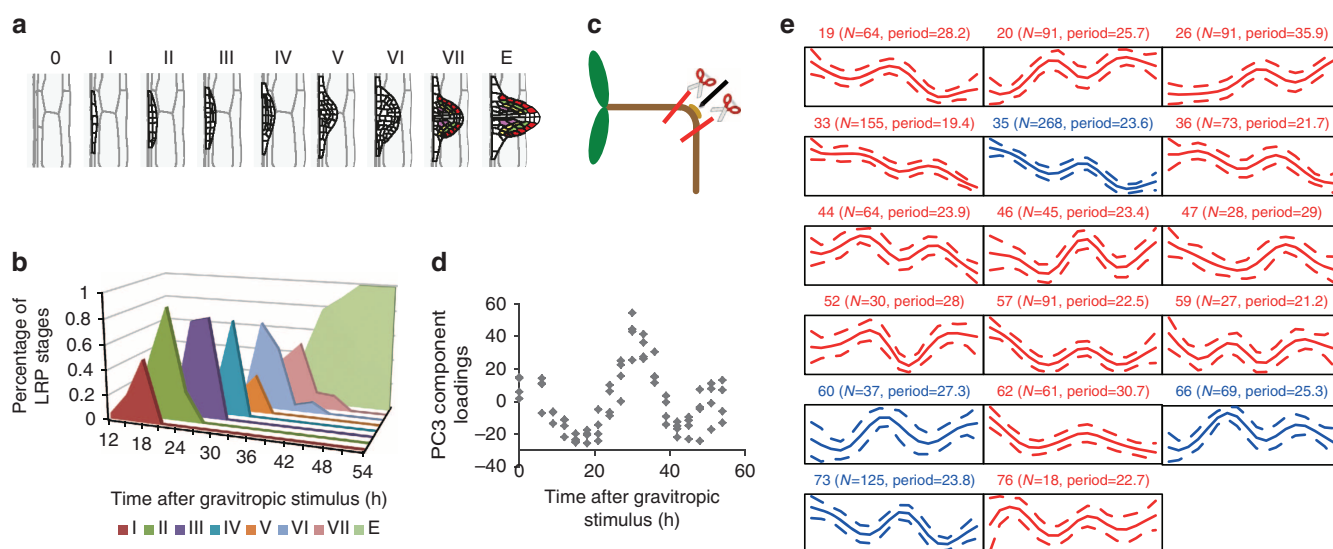 a
0 I II III IV V VI VII E
b
Percentage of
LRP stages
1
0.8
0.6
0.4
0.2
0
12 18 24 30 36 42 48 54
Time after gravitropic stimulus (h)
I II III IV V VI VII E
c
d
PC3 component
loadings
60
40
20
0
−20
−40
0 20 40 60
Time after gravitropic
stimulus (h)
e
19 (N=64, period=28.2) 20 (N=91, period=25.7) 26 (N=91, period=35.9)
33 (N=155, period=19.4) 35 (N=268, period=23.6) 36 (N=73, period=21.7)
44 (N=64, period=23.9) 46 (N=45, period=23.4) 47 (N=28, period=29)
52 (N=30, period=28) 57 (N=91, period=22.5) 59 (N=27, period=21.2)
60 (N=37, period=27.3) 62 (N=61, period=30.7) 66 (N=69, period=25.3)
73 (N=125, period=23.8) 76 (N=18, period=22.7)